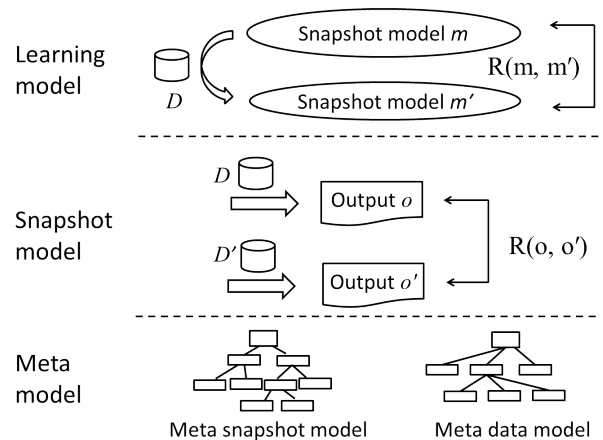 Learning model
D
Snapshot model m
Snapshot model m′
R(m, m′)
Snapshot model
D
Output o
D′
Output o′
R(o, o′)
Meta model
Meta snapshot model
Meta data model